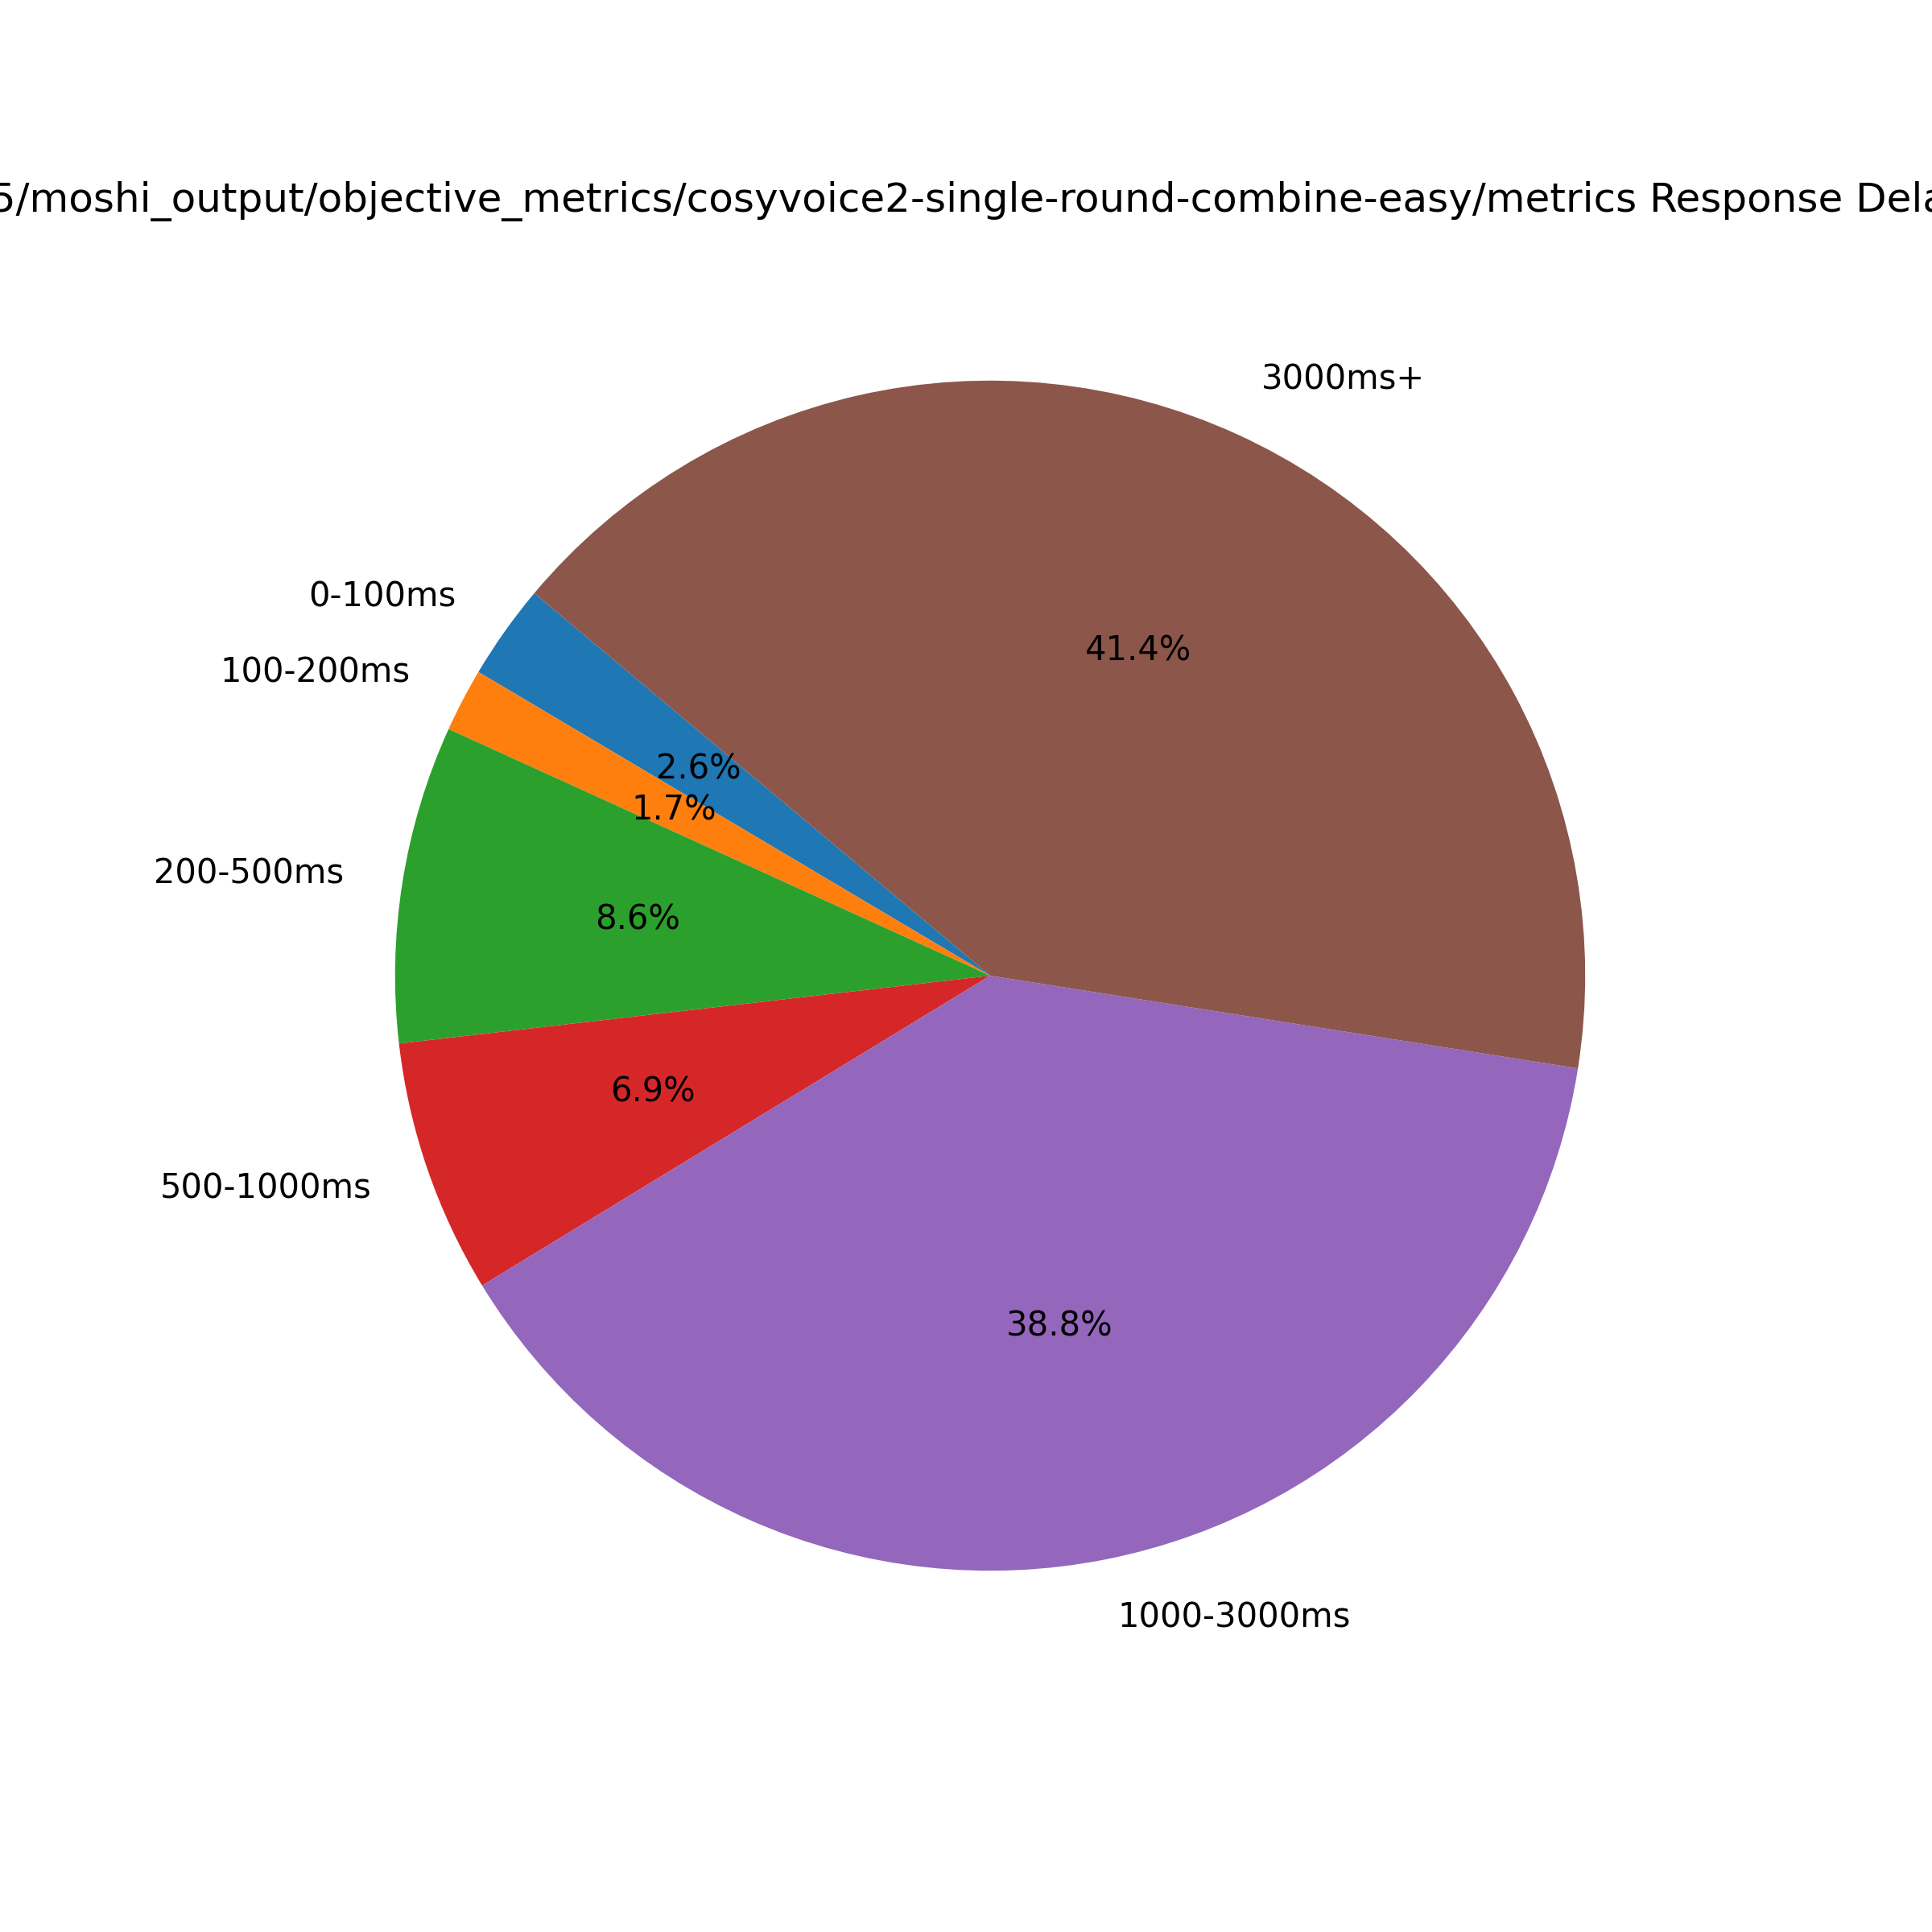 5/moshi_output/objective_metrics/cosyvoice2-single-round-combine-easy/metrics Response Dela
3000ms+
0-100ms
100-200ms
41.4%
2.6%
1.7%
200-500ms
8.6%
6.9%
500-1000ms
38.8%
1000-3000ms